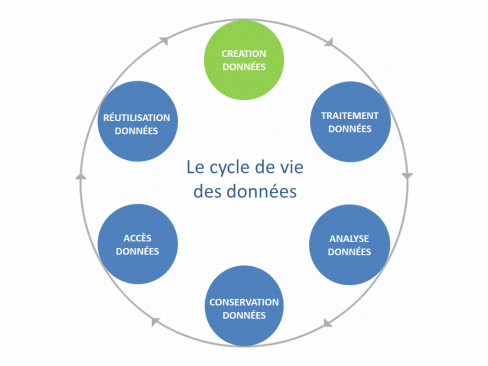 CREATION
DONNÉES
TRAITEMENT
DONNÉES
ANALYSE
DONNÉES
CONSERVATION
DONNÉES
ACCÈS
DONNÉES
RÉUTILISATION
DONNÉES
Le cycle de vie
des données